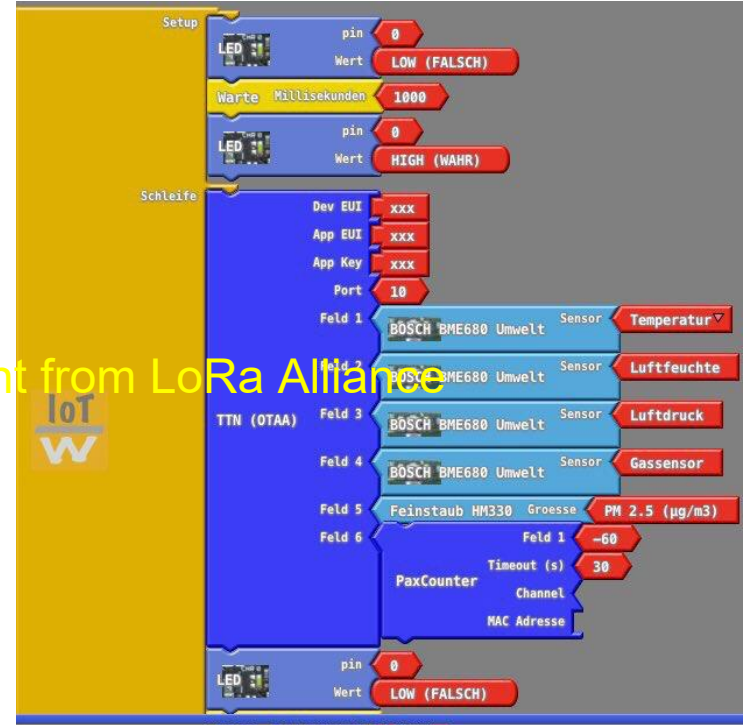 Setup
LED
pin 0
Wert LOW (FALSCH)
Warte Millisekunden 1000
LED
pin 0
Wert HIGH (WAHR)
Schleife
Dev EUI xxx
App EUI xxx
App Key xxx
Port 10
Feld 1 BOSCH BME680 Umwelt Sensor Temperatur
nt from LoRa Alliance
Feld 2 BOSCH BME680 Umwelt Sensor Luftfeuchte
IoT
W
TTN (OTAA)
Feld 3 BOSCH BME680 Umwelt Sensor Luftdruck
Feld 4 BOSCH BME680 Umwelt Sensor Gassensor
Feld 5 Feinstaub HM330 Groesse PM 2.5 (µg/m3)
Feld 6
PaxCounter
Feld 1 -60
Timeout (s) 30
Channel
MAC Adresse
LED
pin 0
Wert LOW (FALSCH)